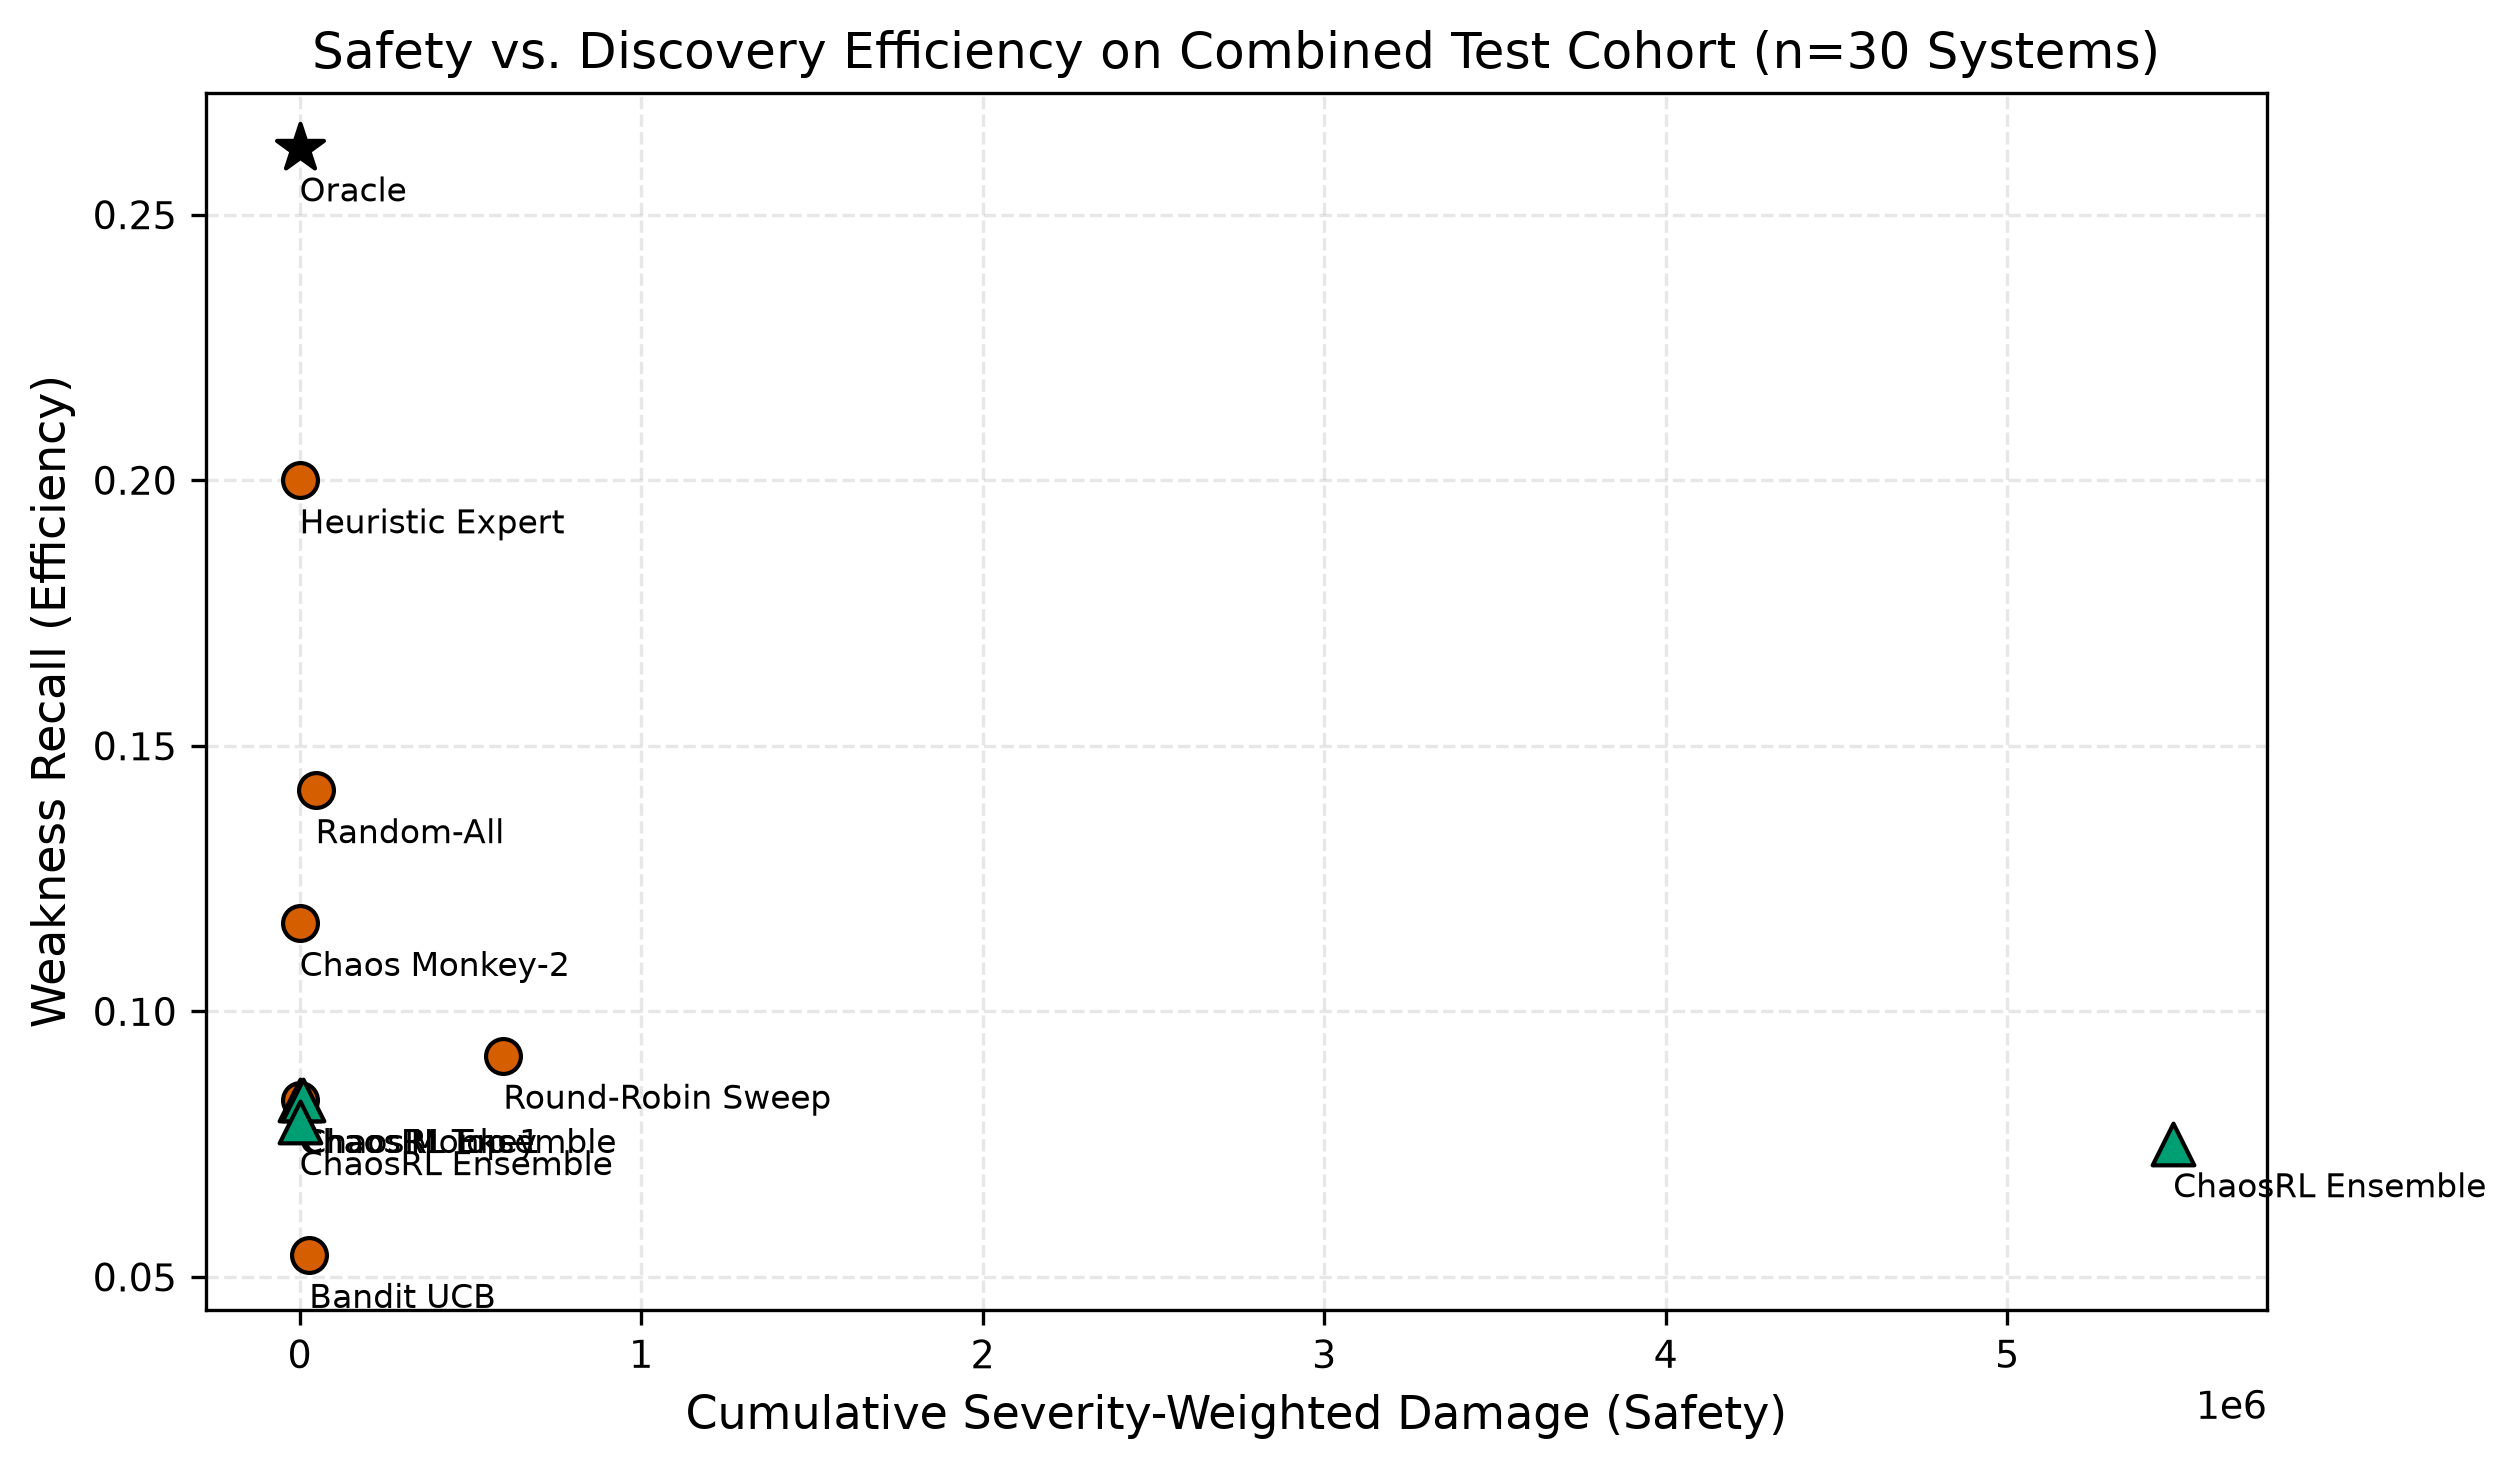 Safety vs. Discovery Efficiency on Combined Test Cohort (n=30 Systems)
Weakness Recall (Efficiency)
0.25
0.20
0.15
0.10
0.05
Oracle
Heuristic Expert
Random-All
Chaos Monkey-2
Round-Robin Sweep
ChaosRL Ensemble
ChaosRL Ensemble
Bandit UCB
0
1
2
3
4
5
1e6
Cumulative Severity-Weighted Damage (Safety)